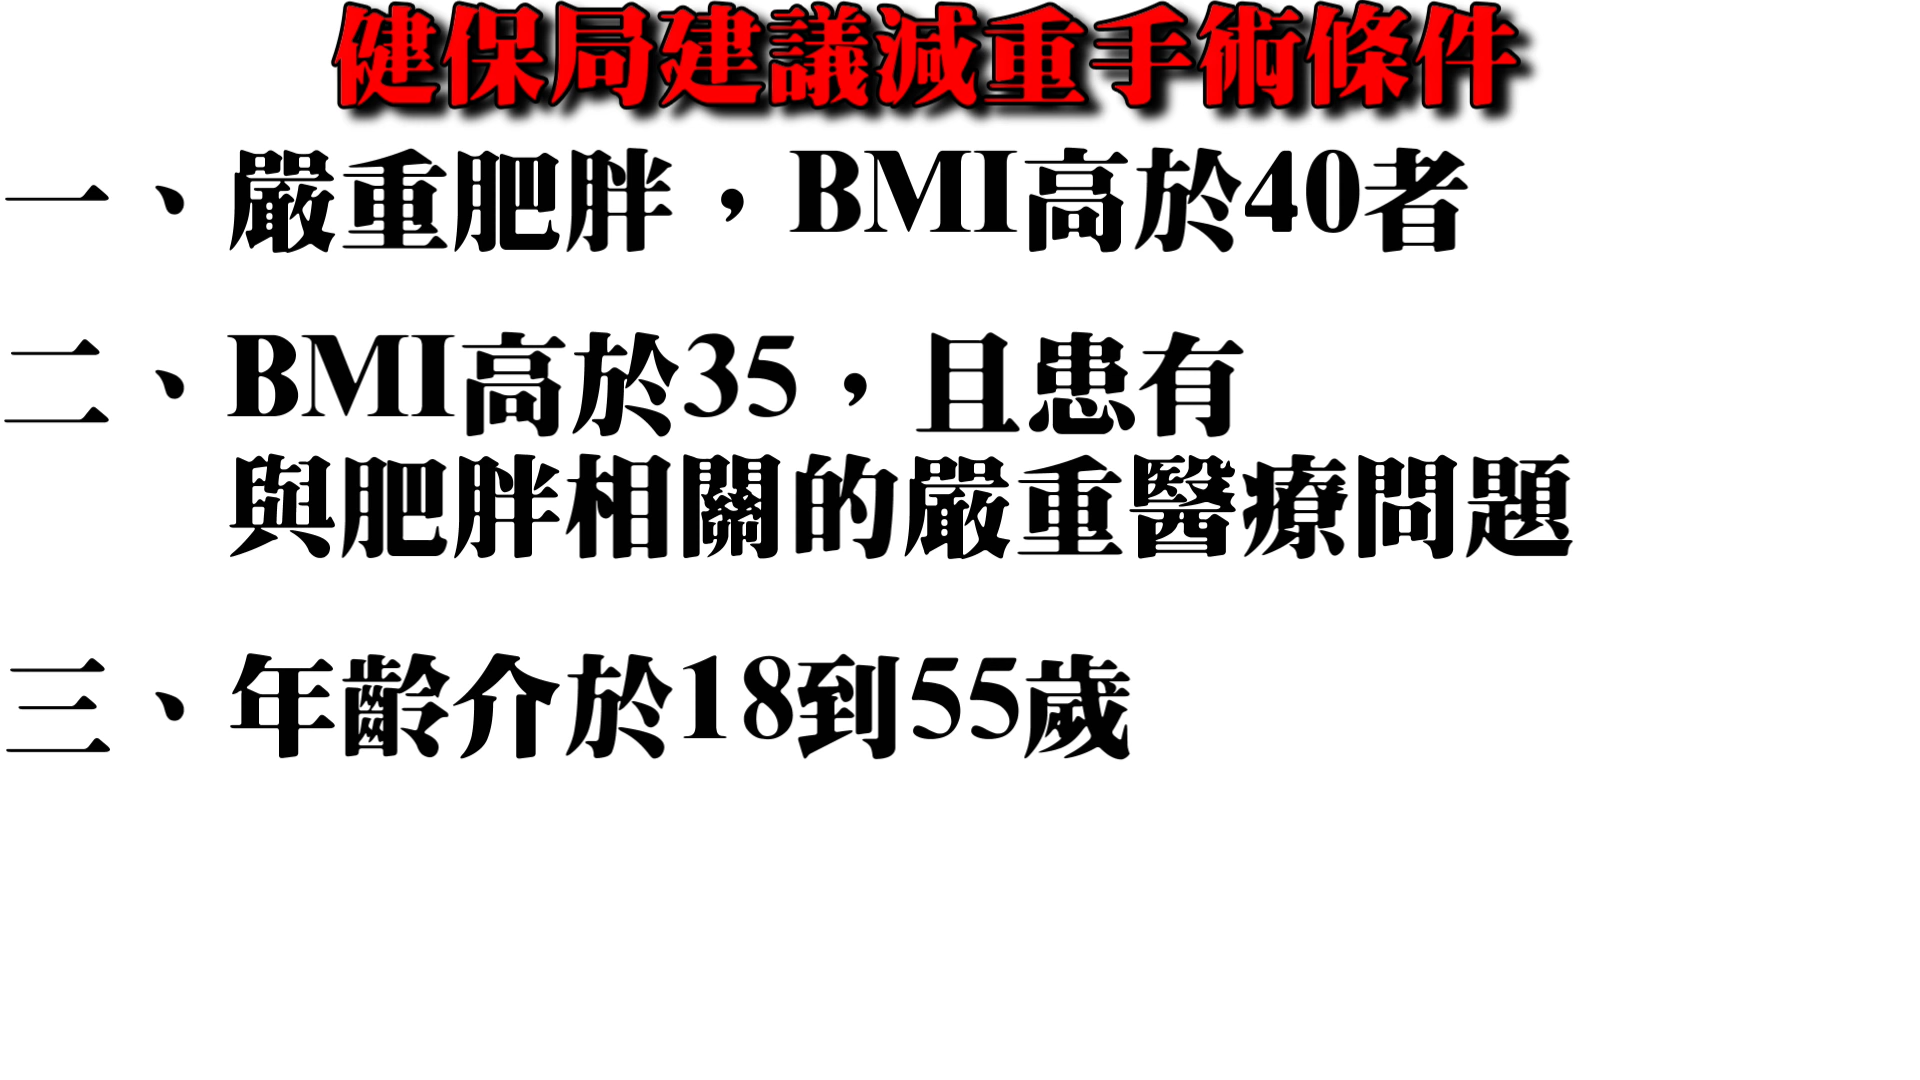 健保局建議減重手術條件
一、嚴重肥胖，BMI高於40者
二、BMI高於35，且患有
與肥胖相關的嚴重醫療問題
三、年齡介於18到55歲